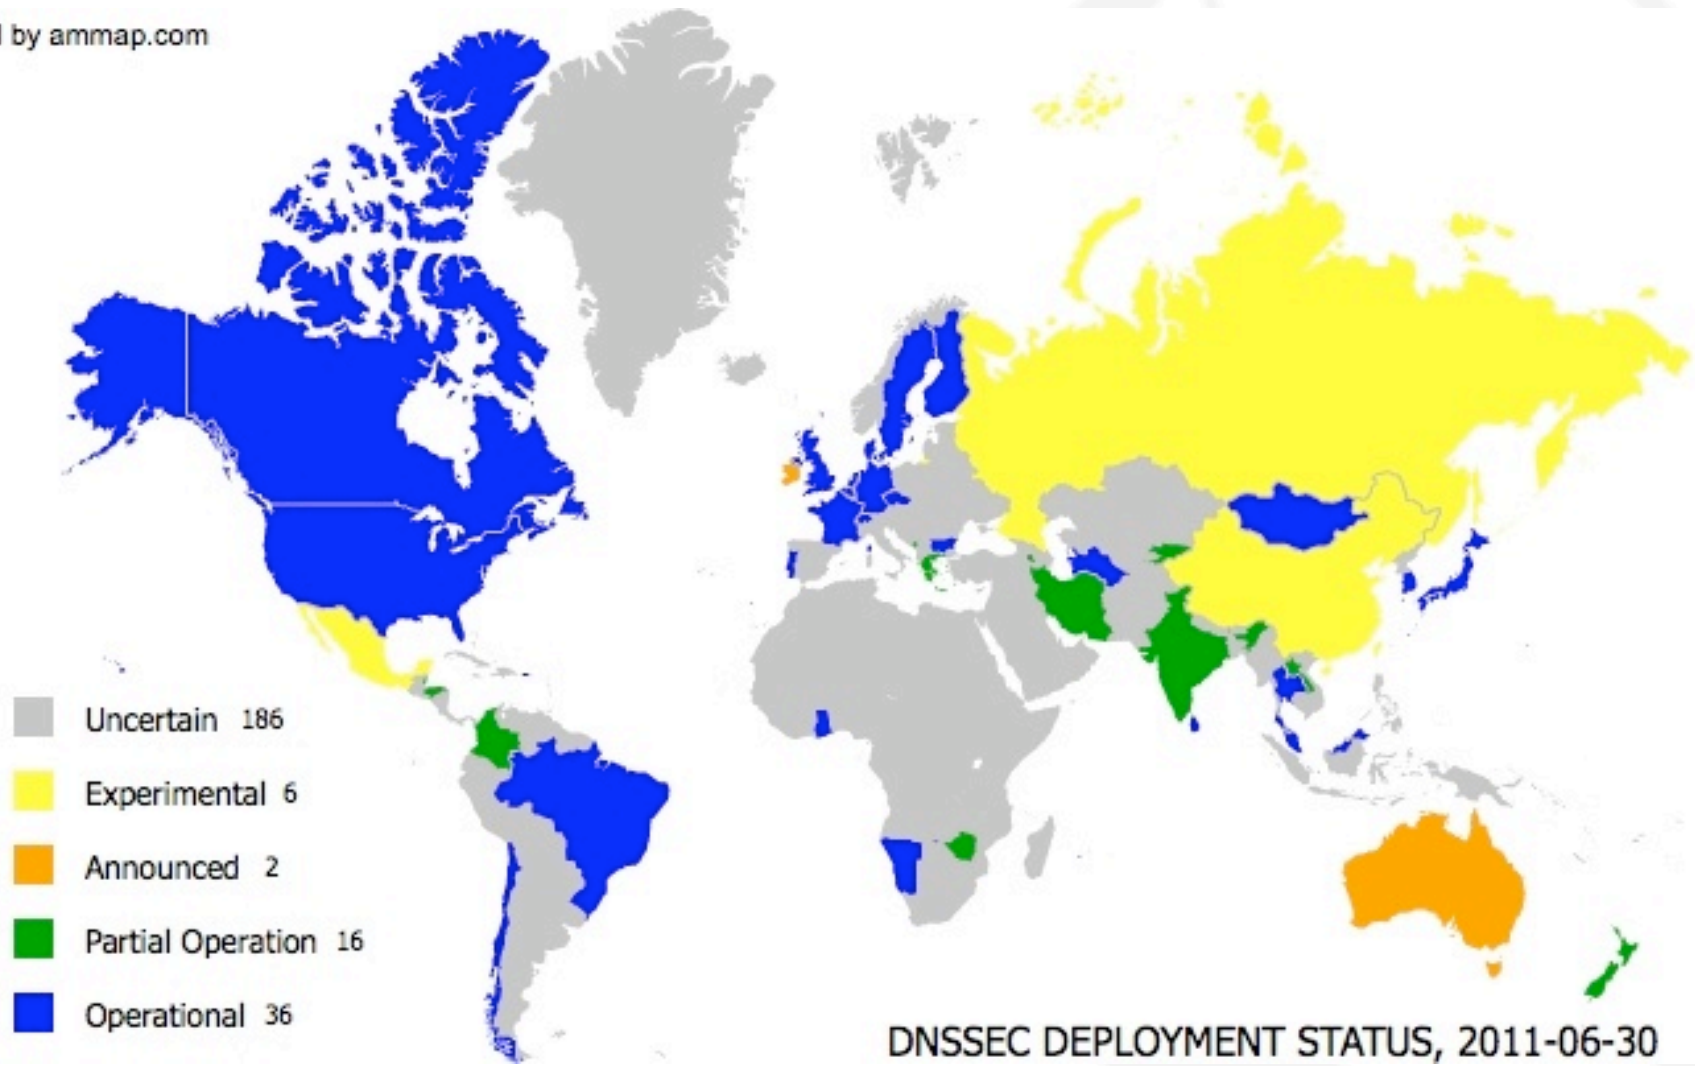 by ammap.com
Uncertain 186
Experimental 6
Announced 2
Partial Operation 16
Operational 36
DNSSEC DEPLOYMENT STATUS, 2011-06-30